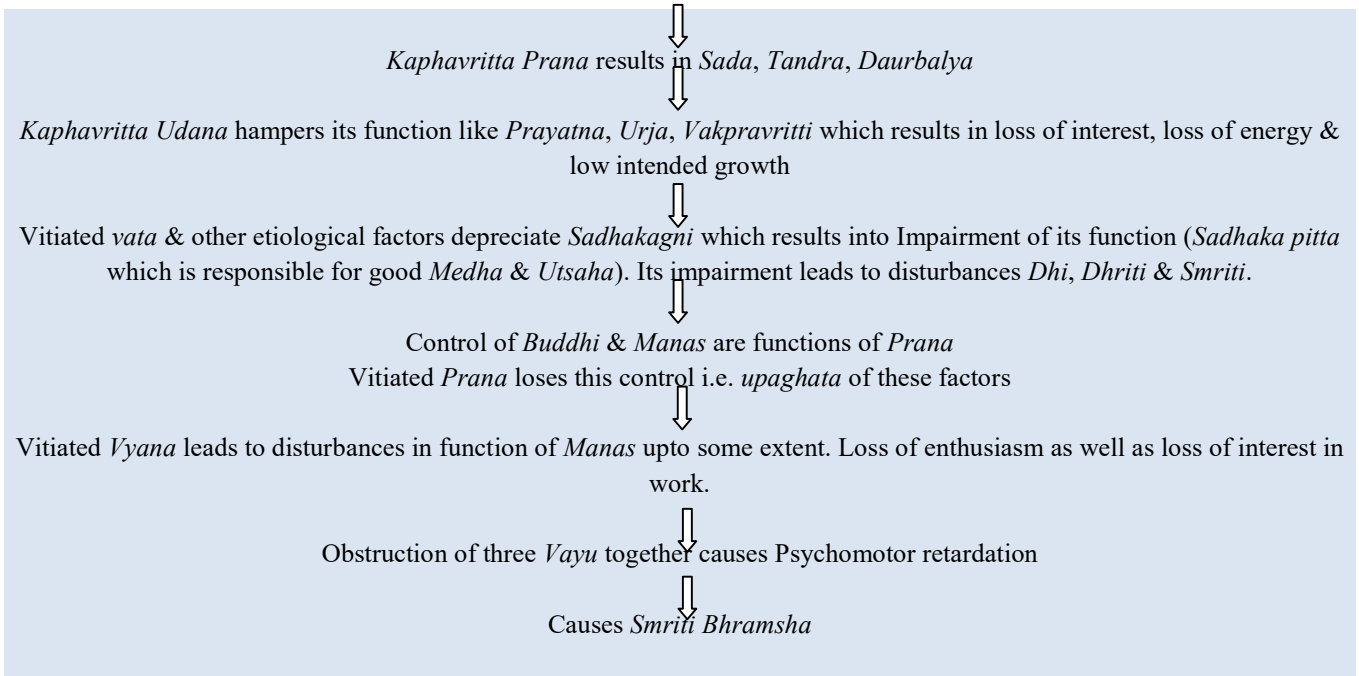 Kaphavritta Prana results in Sada, Tandra, Daurbalya
Kaphavritta Udana hampers its function like Prayatna, Urja, Vakpravritti which results in loss of interest, loss of energy &
low intended growth
Vitiated vata & other etiological factors depreciate Sadhakagni which results into Impairment of its function (Sadhaka pitta
which is responsible for good Medha & Utsaha). Its impairment leads to disturbances Dhi, Dhriti & Smriti.
Control of Buddhi & Manas are functions of Prana
Vitiated Prana loses this control i.e. upaghata of these factors
Vitiated Vyana leads to disturbances in function of Manas upto some extent. Loss of enthusiasm as well as loss of interest in
work.
Obstruction of three Vayu together causes Psychomotor retardation
Causes Smriti Bhramsha